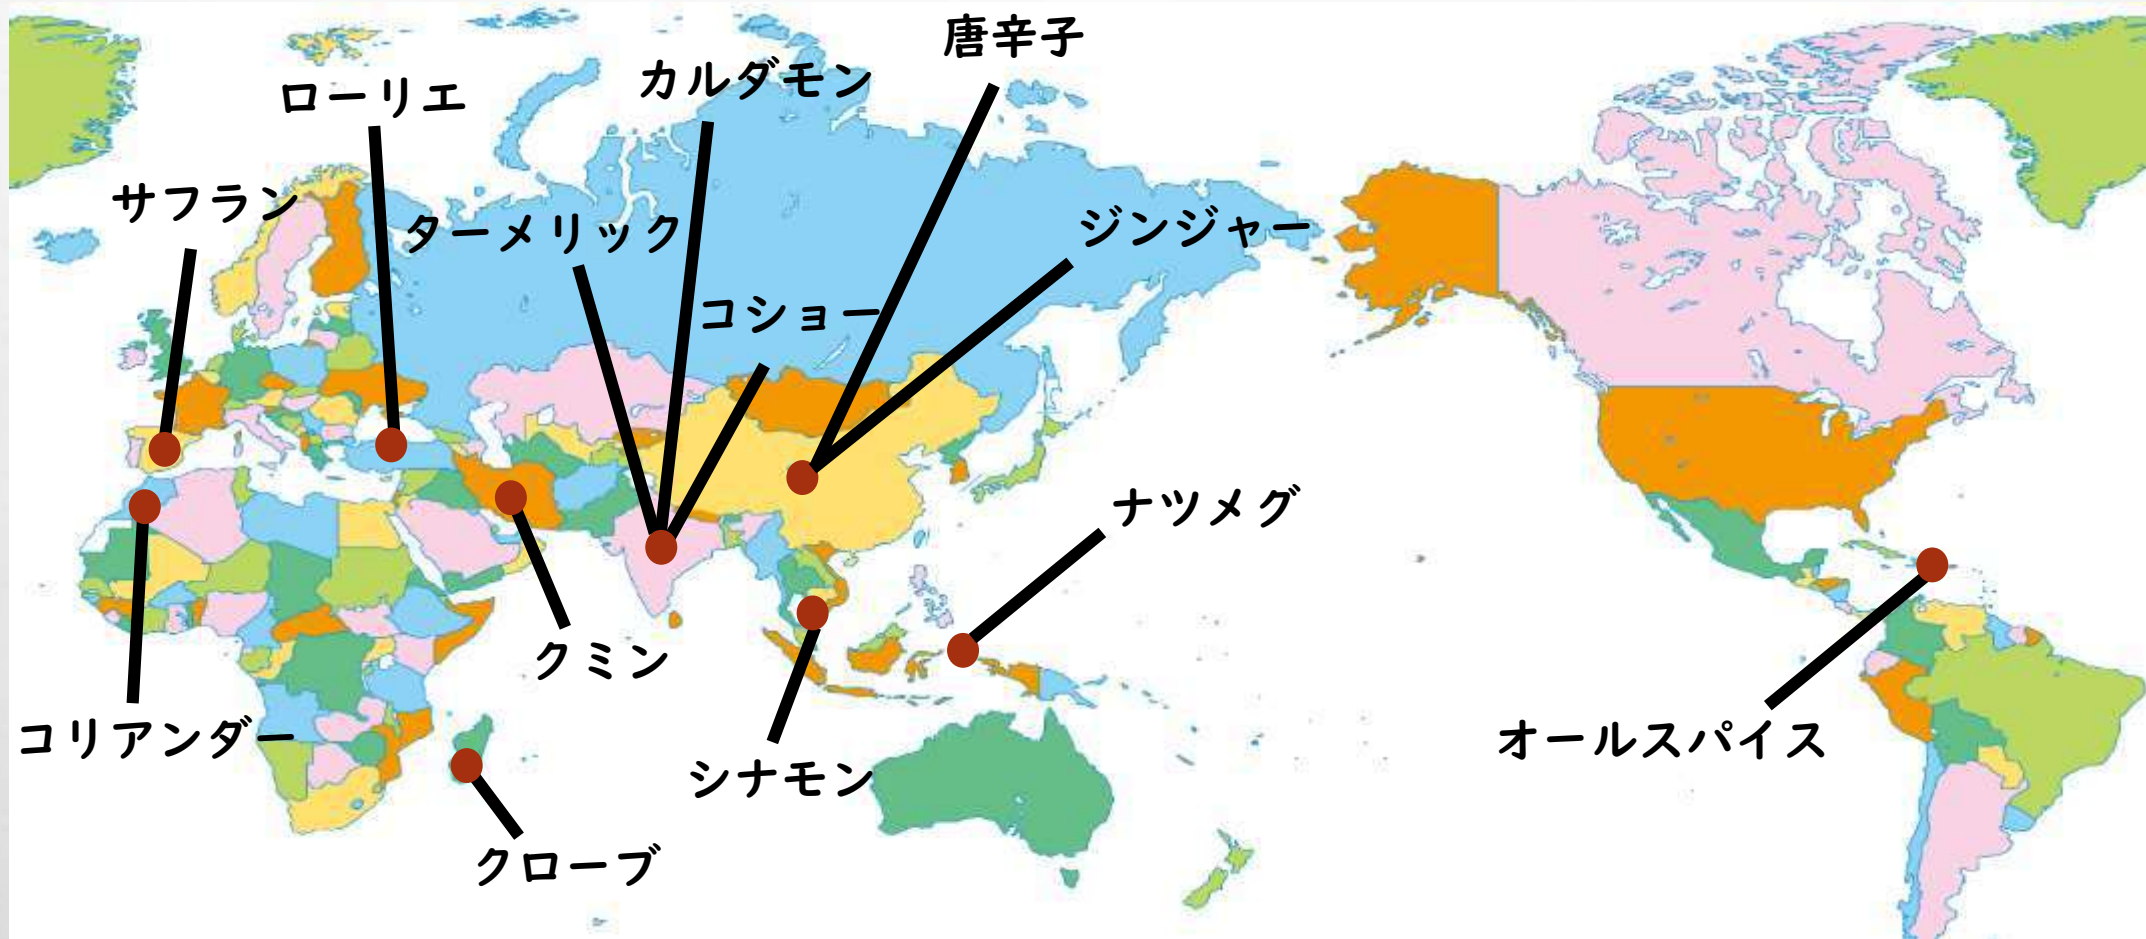 唐辛子
カルダモン
ローリエ
サフラン
ターメリック
ジンジャー
コショー
ナツメグ
クミン
コリアンダー
シナモン
オールスパイス
クローブ